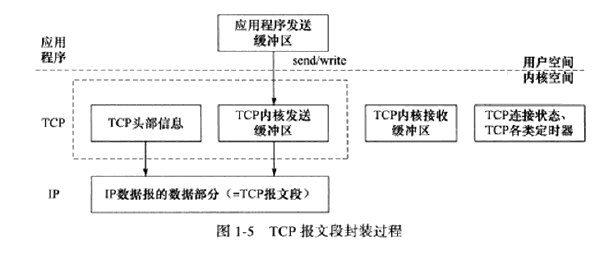 应用程序发送
缓冲区
应用
程序
send/write
用户空间
内核空间
TCP
TCP头部信息
TCP内核发送
缓冲区
TCP内核接收
缓冲区
TCP连接状态、
TCP各类定时器
IP
IP数据报的数据部分（=TCP报文段）
图 1-5 TCP 报文段封装过程